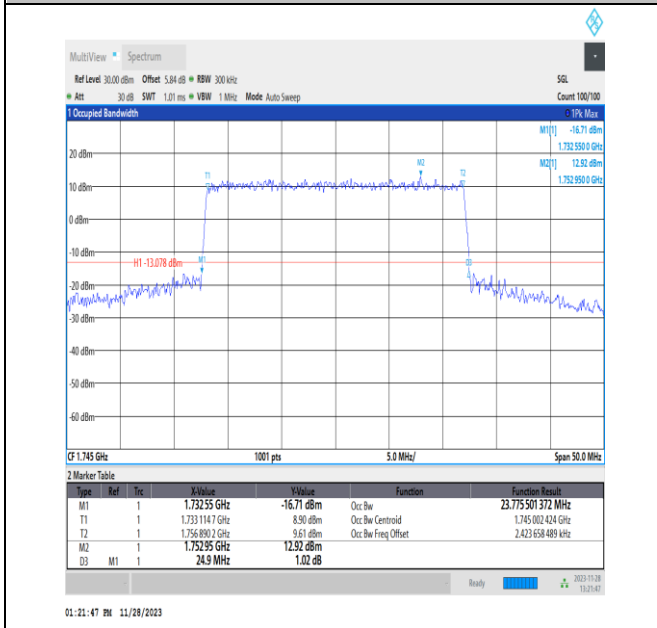 MultiView Spectrum
Ref Level 30.00 dBm Offset 5.84 dB RBW 300 kHz SGL
Att 30 dB SWT 1.01 ms VBW 1 MHz Mode Auto Sweep Count 100/100
1 Occupied Bandwidth 1Pk Max
M1[1] -16.71 dBm
1.732 550 0 GHz
M2[1] 12.92 dBm
1.752 950 0 GHz
20 dBm
M2
T1 T2
10 dBm
0 dBm
-10 dBm
H1 -13.078 dBm M1 D3
-20 dBm
-30 dBm
-40 dBm
-50 dBm
-60 dBm
CF 1.745 GHz 1001 pts 5.0 MHz/ Span 50.0 MHz
2 Marker Table
Type Ref Trc X-Value Y-Value Function Function Result
M1 1 1.732 55 GHz -16.71 dBm Occ Bw 23.775 501 372 MHz
T1 1 1.733 114 7 GHz 8.90 dBm Occ Bw Centroid 1.745 002 424 GHz
T2 1 1.756 890 2 GHz 9.61 dBm Occ Bw Freq Offset 2.423 658 489 kHz
M2 1 1.752 95 GHz 12.92 dBm
D3 M1 1 24.9 MHz 1.02 dB
Ready 2023-11-28
13:21:47
01:21:47 PM 11/28/2023